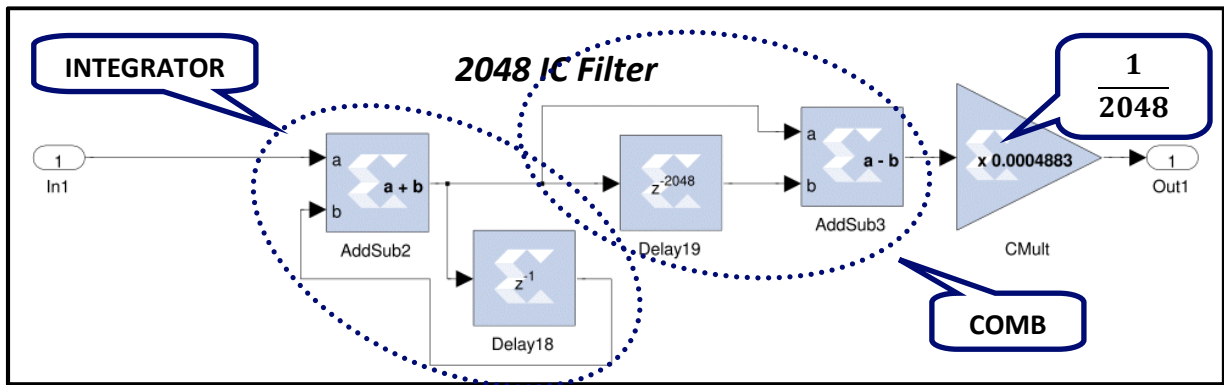 INTEGRATOR
2048 IC Filter
1
2048
1
In1
a
b
a + b
AddSub2
z-1
Delay18
z-2048
Delay19
a
b
a - b
AddSub3
x 0.0004883
CMult
1
Out1
COMB